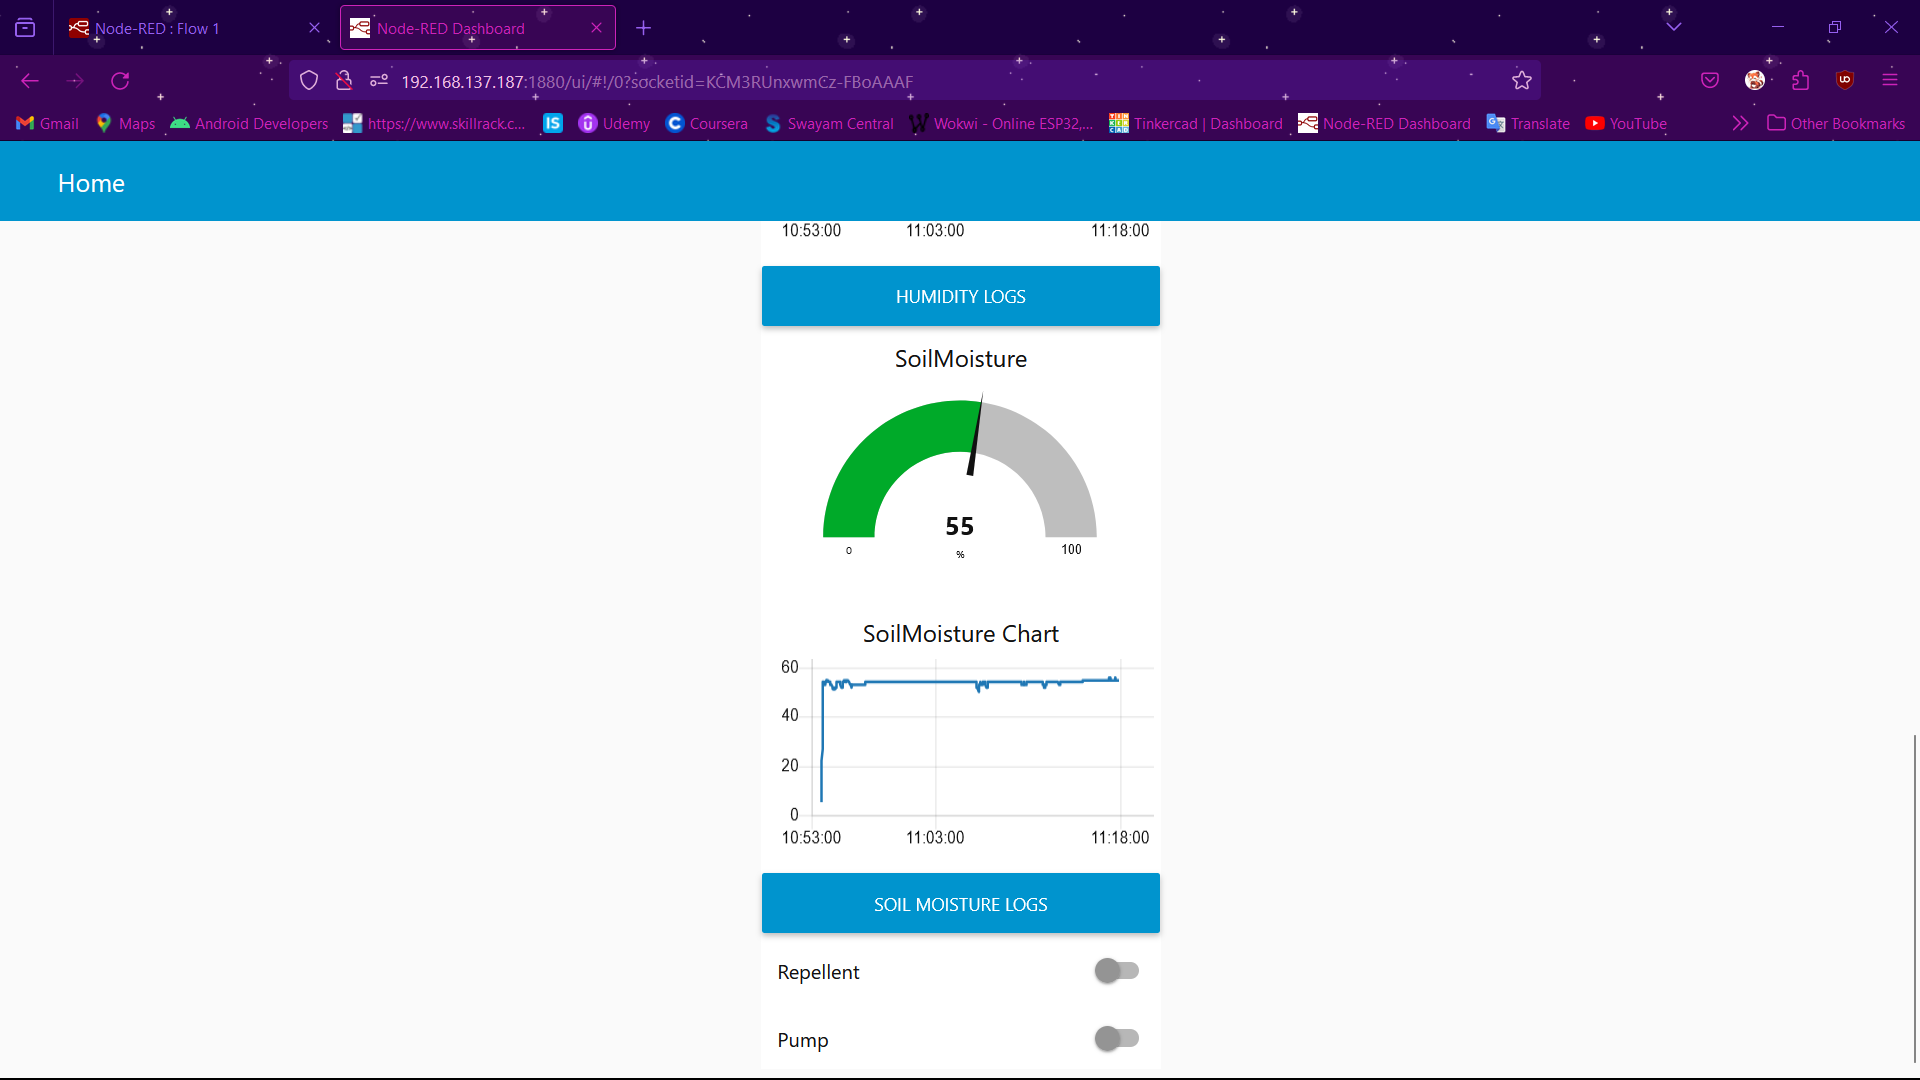 Node-RED : Flow 1
Node-RED Dashboard
192.168.137.187:1880/ui/#!/0?socketid=KCM3RUnxwmCz-FBoAAAF
Gmail
Maps
Android Developers
https://www.skillrack.c...
IS
Udemy
Coursera
Swayam Central
Wokwi - Online ESP32,...
Tinkercad | Dashboard
Node-RED Dashboard
Translate
YouTube
Other Bookmarks
Home
10:53:00 11:03:00 11:18:00
HUMIDITY LOGS
SoilMoisture
55
0 % 100
SoilMoisture Chart
60
40
20
0
10:53:00 11:03:00 11:18:00
SOIL MOISTURE LOGS
Repellent
Pump